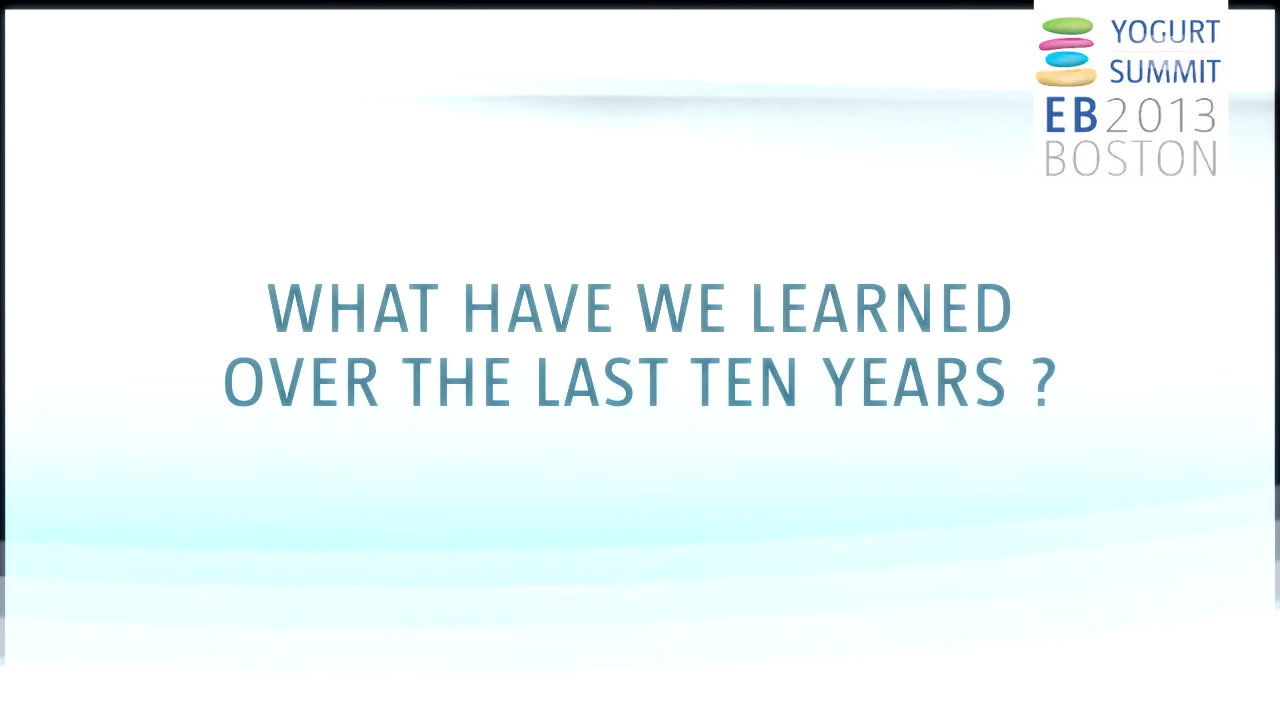 YOGURT
SUMMIT
EB2013
BOSTON
WHAT HAVE WE LEARNED
OVER THE LAST TEN YEARS ?